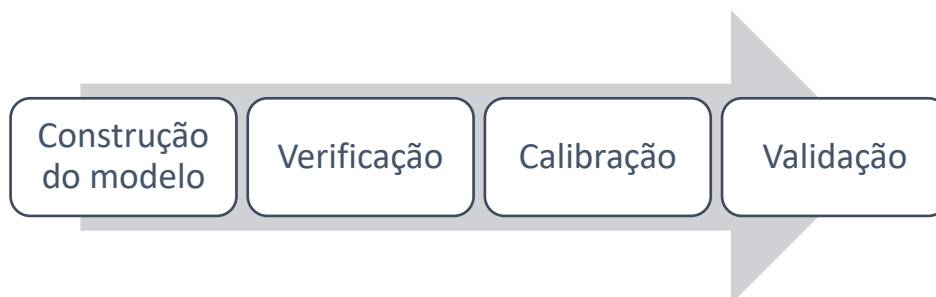 Construção
do modelo
Verificação
Calibração
Validação